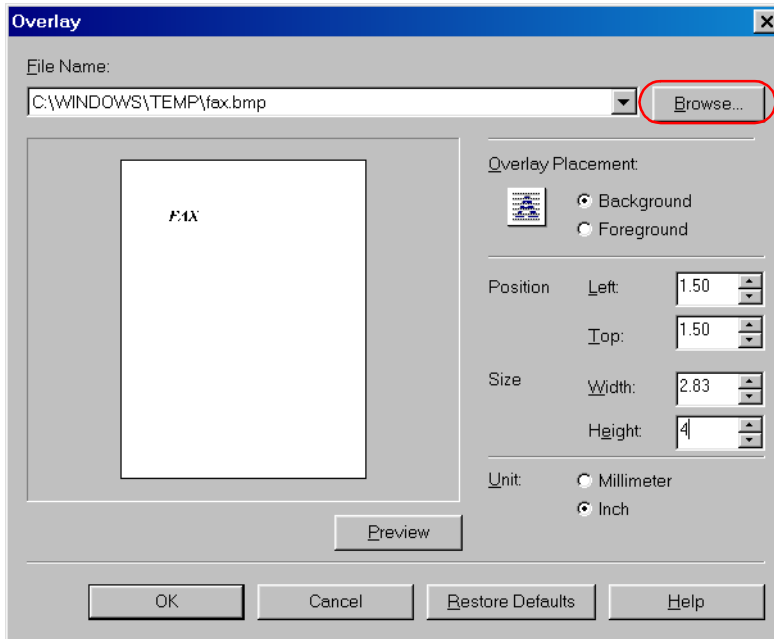 Overlay
File Name:
C:\WINDOWS\TEMP\fax.bmp
Browse...
FAX
Overlay Placement:
Background
Foreground
Position Left: 1.50
Top: 1.50
Size Width: 2.83
Height: 4
Unit: Millimeter
Inch
Preview
OK Cancel Restore Defaults Help